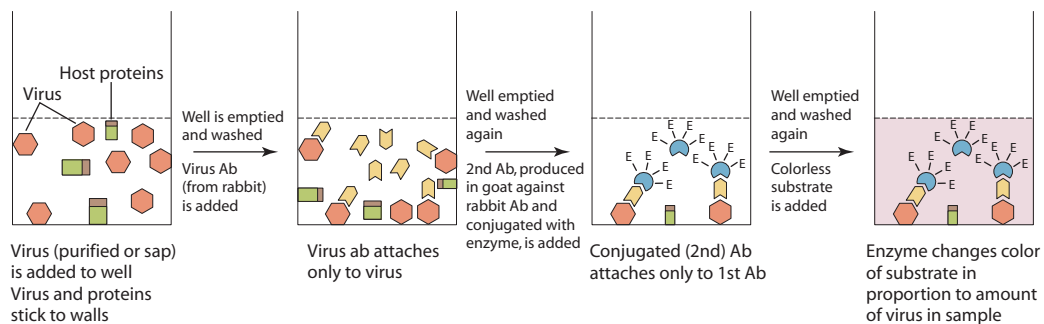 Host proteins
Virus
Virus (purified or sap)
is added to well
Virus and proteins
stick to walls
Well is emptied
and washed
Virus Ab
(from rabbit)
is added
Virus ab attaches
only to virus
Well emptied
and washed
again
2nd Ab, produced
in goat against
rabbit Ab and
conjugated with
enzyme, is added
E
E
E
E
E
E
E
E
E
E
E
E
Conjugated (2nd) Ab
attaches only to 1st Ab
Well emptied
and washed
again
Colorless
substrate
is added
E
E
E
E
E
E
E
E
E
E
E
E
Enzyme changes color
of substrate in
proportion to amount
of virus in sample